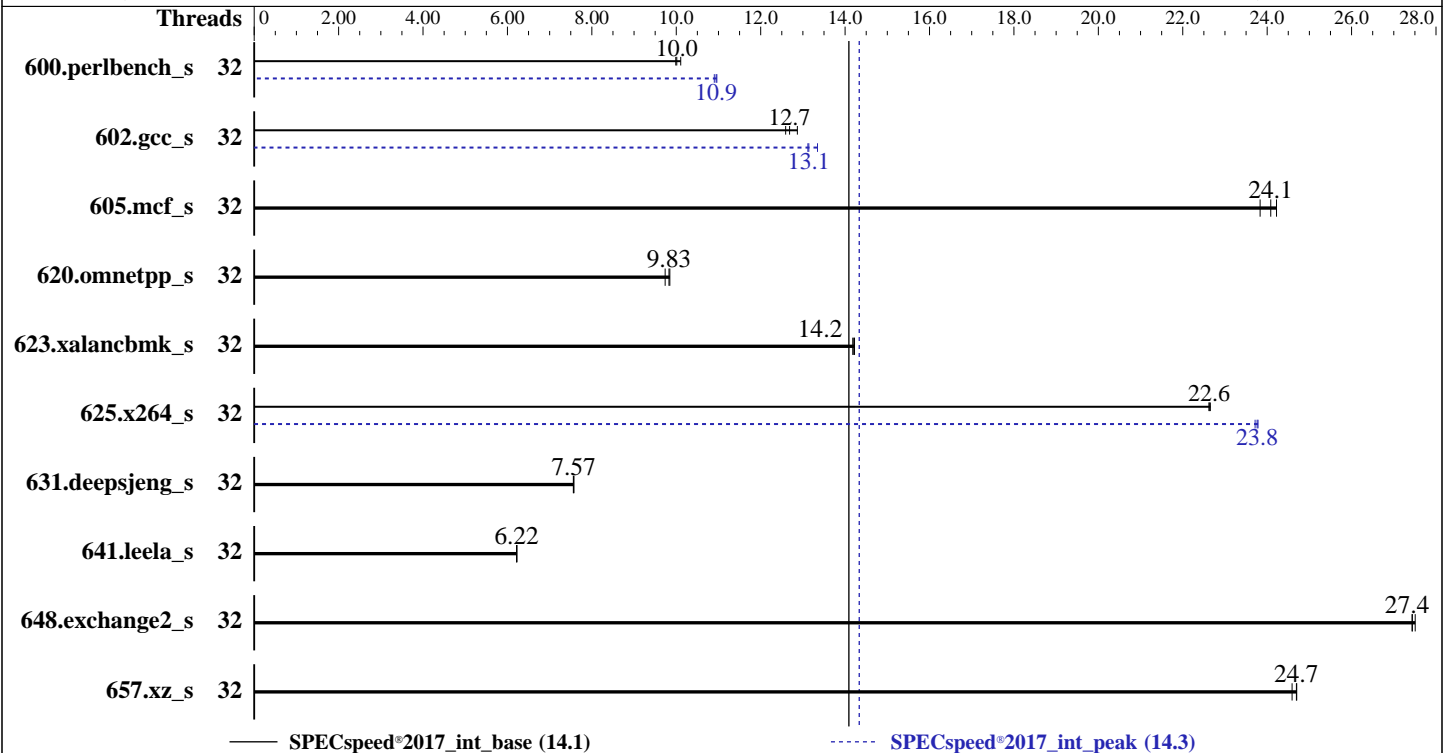 Threads 0 2.00 4.00 6.00 8.00 10.0 12.0 14.0 16.0 18.0 20.0 22.0 24.0 26.0 28.0
600.perlbench_s 32 10.0
10.9
602.gcc_s 32 12.7
13.1
605.mcf_s 32 24.1
620.omnetpp_s 32 9.83
623.xalancbmk_s 32 14.2
625.x264_s 32 22.6
23.8
631.deepsjeng_s 32 7.57
641.leela_s 32 6.22
648.exchange2_s 32 27.4
657.xz_s 32 24.7
SPECspeed®2017_int_base (14.1) SPECspeed®2017_int_peak (14.3)